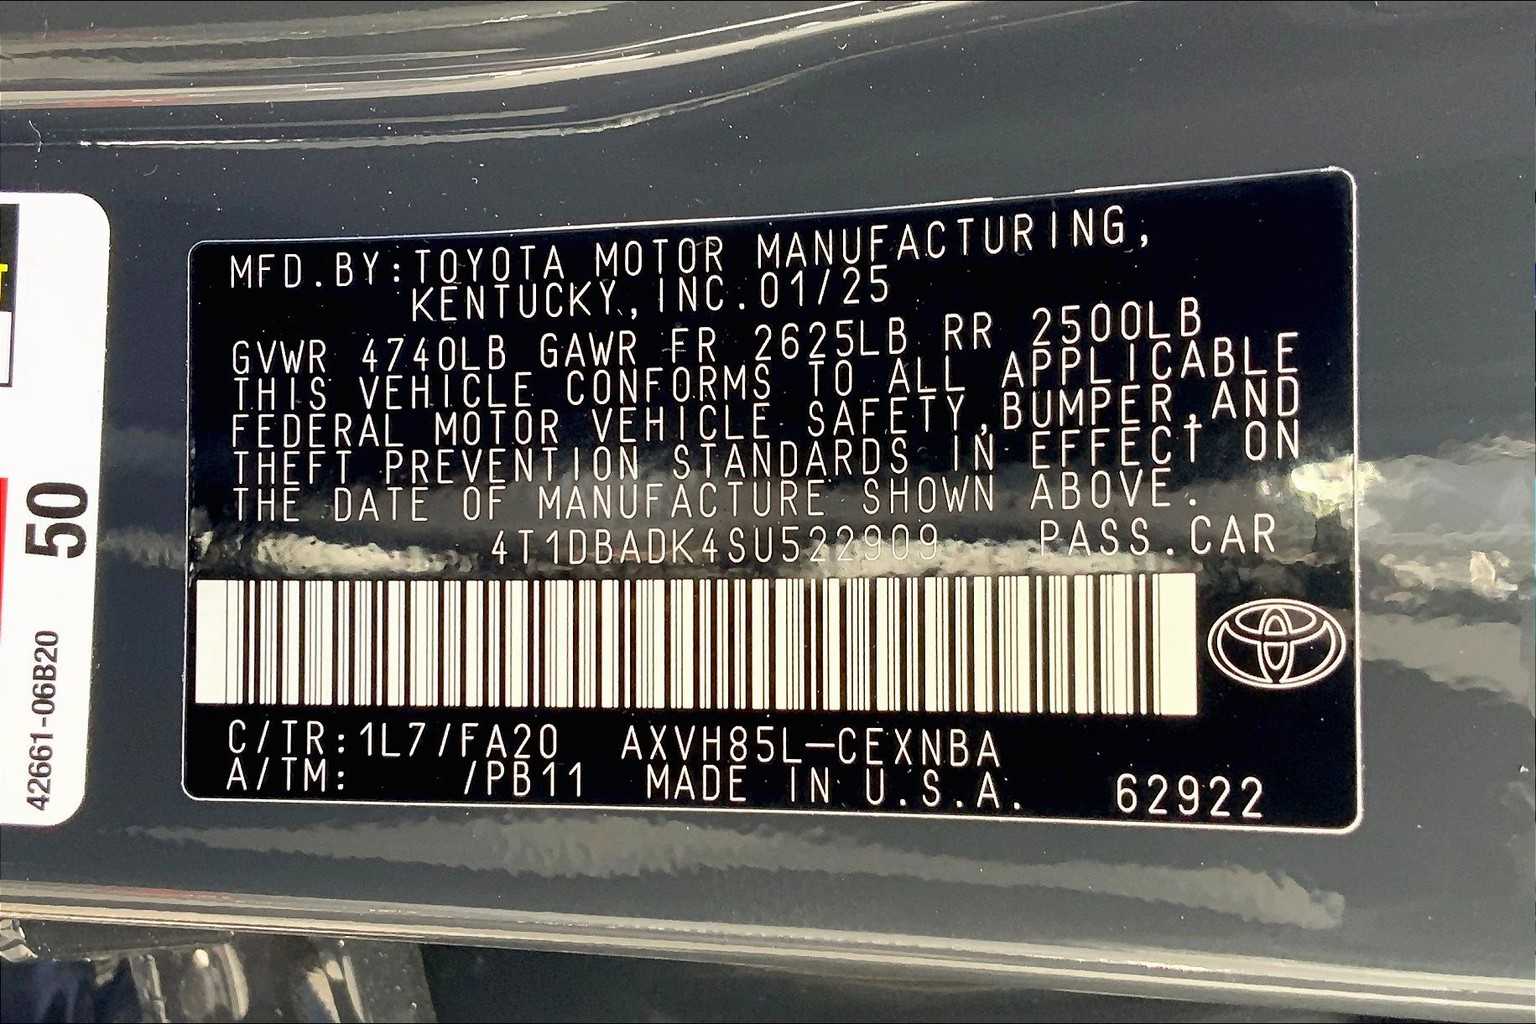 MFD.BY:TOYOTA MOTOR MANUFACTURING,
KENTUCKY,INC.01/25
GVWR 4740LB GAWR FR 2625LB RR 2500LB
THIS VEHICLE CONFORMS TO ALL APPLICABLE
FEDERAL MOTOR VEHICLE SAFETY,BUMPER,AND
THEFT PREVENTION STANDARDS IN EFFECT ON
THE DATE OF MANUFACTURE SHOWN ABOVE.
4T1DBADK4SU522909 PASS.CAR
C/TR:1L7/FA20 AXVH85L-CEXNBA
A/TM: /PB11 MADE IN U.S.A. 62922
50
42661-06B20